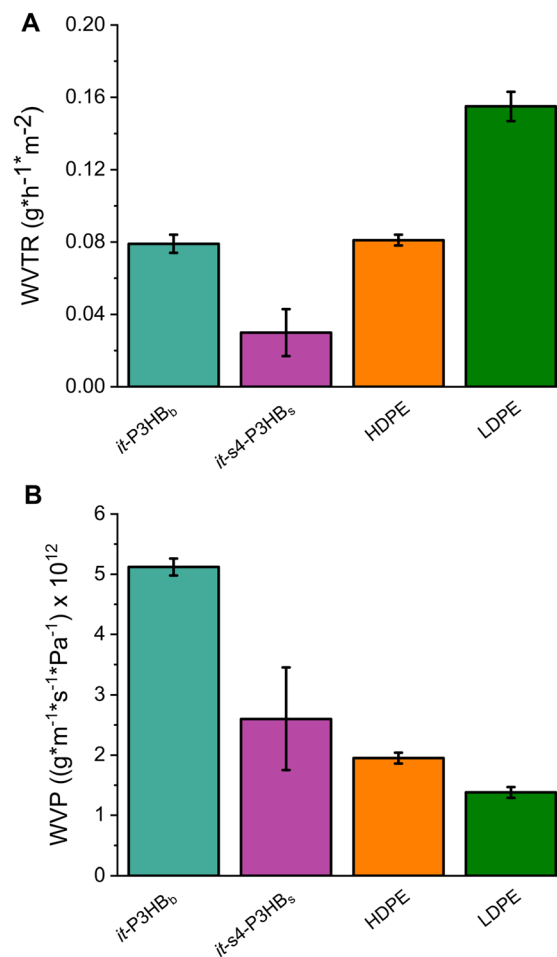 A
WVTR (g*h-1*m-2)
0.20
0.16
0.12
0.08
0.04
0.00
it-P3HBb
it-s4-P3HBs
HDPE
LDPE
B
WVP ((g*m-1*s-1*Pa-1) x 1012
6
5
4
3
2
1
0
it-P3HBb
it-s4-P3HBs
HDPE
LDPE